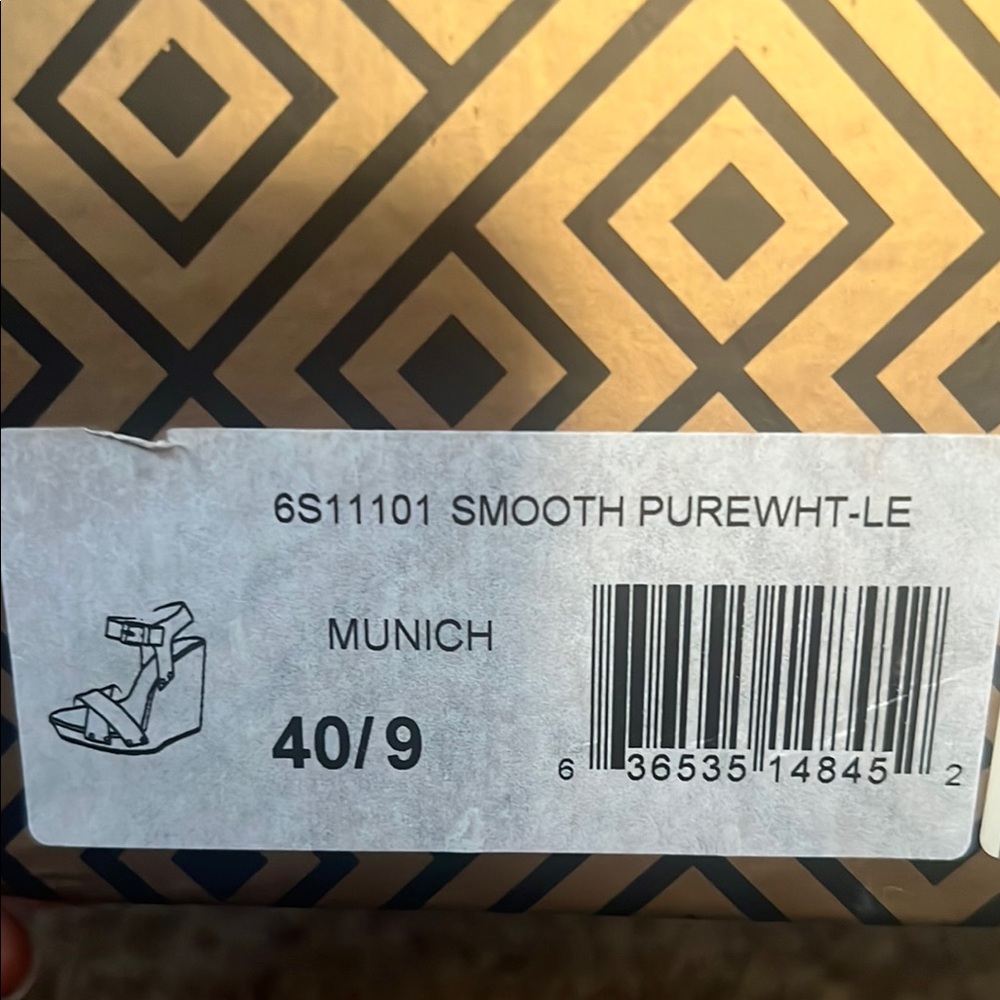 6S11101 SMOOTH PUREWHT-LE
MUNICH
40/9
6 36535 14845 2